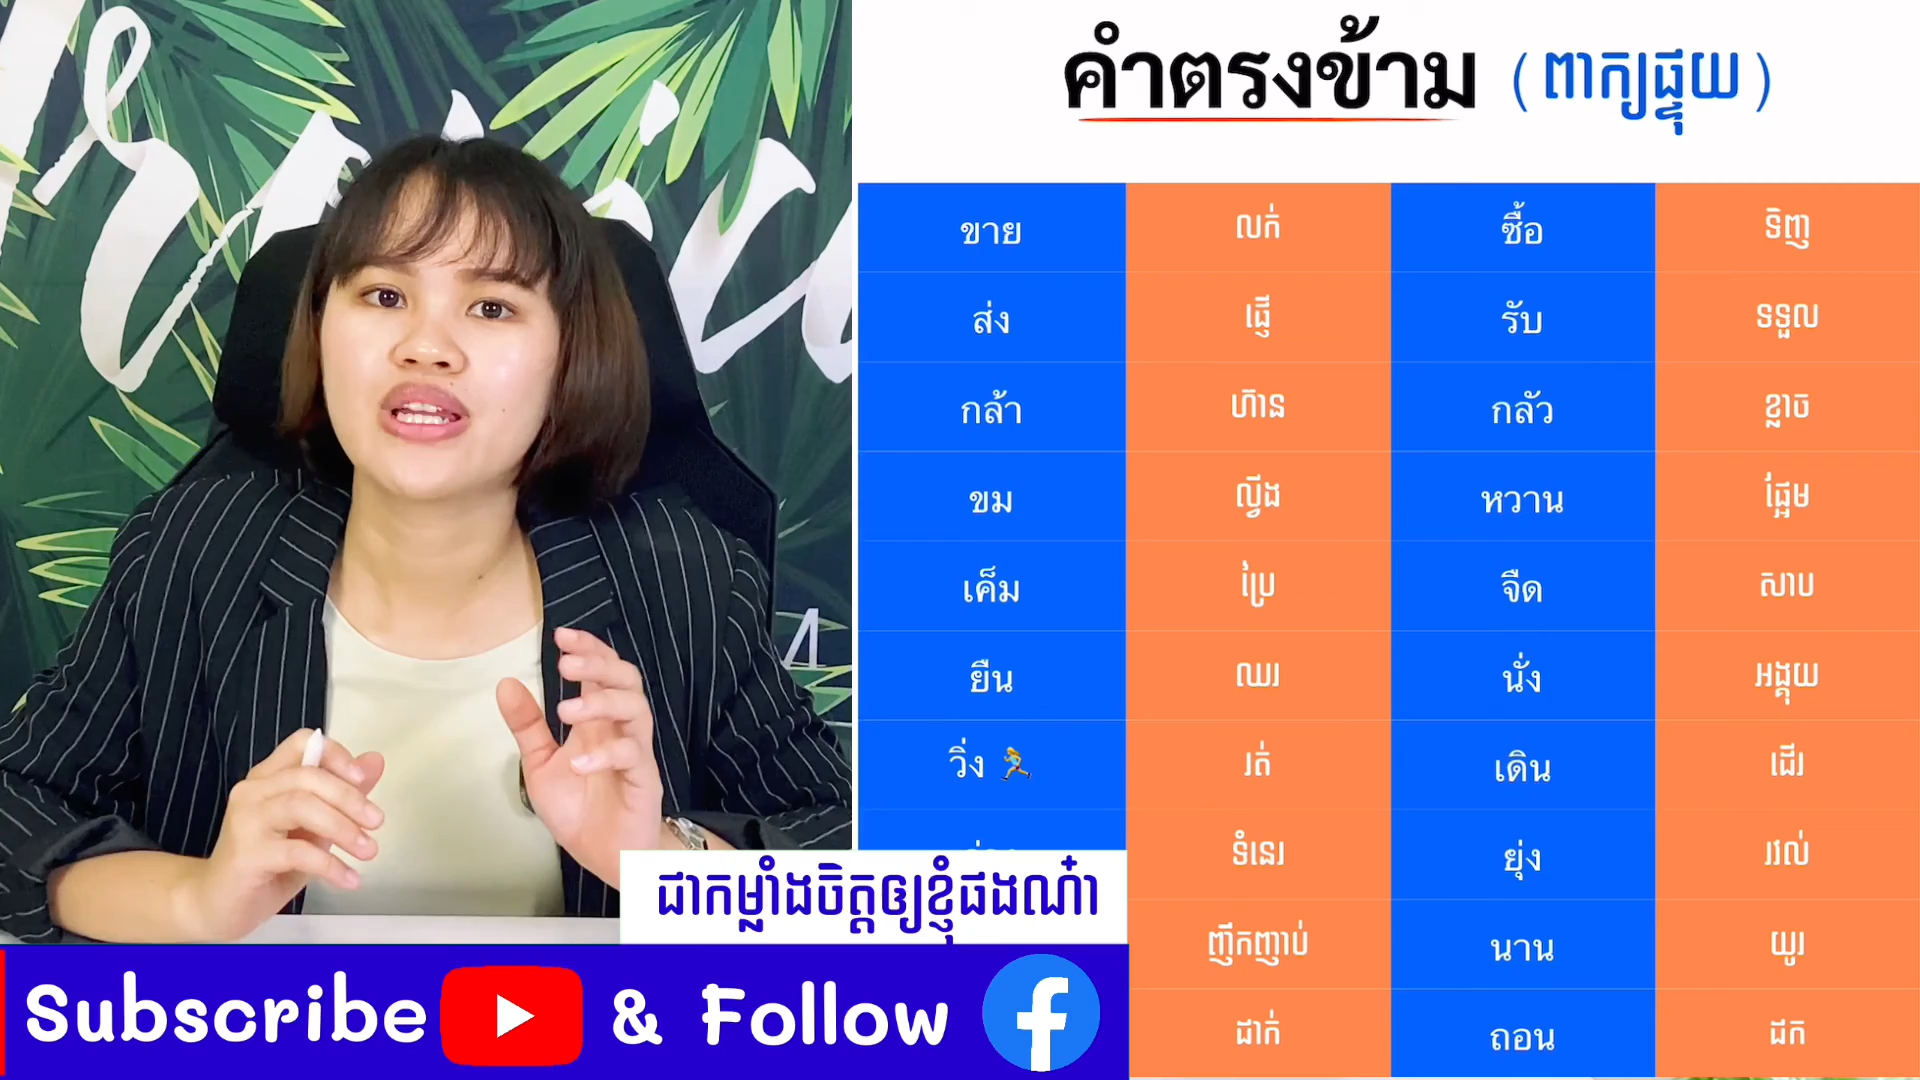 คำตรงข้าม (ពាក្យផ្ទុយ)
ขาย លក់ ซื้อ ទិញ
ส่ง ផ្ញើ รับ ទទួល
กล้า ហ៊ាន กลัว ខ្លាច
ขม ល្វីង หวาน ផ្អែម
เค็ม ប្រៃ จืด សាប
ยืน ឈរ นั่ง អង្គុយ
วิ่ง រត់ เดิน ដើរ
ទំនេរ ยุ่ง រវល់
ញឹកញាប់ นาน យូរ
ដាក់ ถอน ដក
ជាកម្លាំងចិត្តឲ្យខ្ញុំផងណ៎ា
Subscribe & Follow